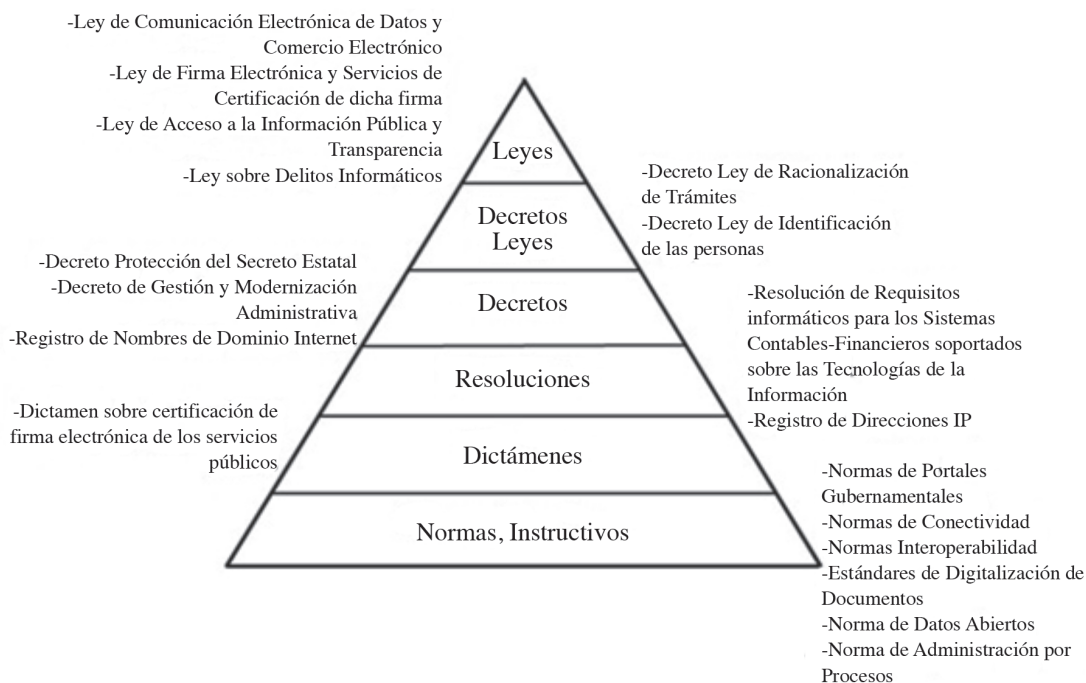 -Ley de Comunicación Electrónica de Datos y
Comercio Electrónico
-Ley de Firma Electrónica y Servicios de
Certificación de dicha firma
-Ley de Acceso a la Información Pública y
Transparencia
-Ley sobre Delitos Informáticos
Leyes
-Decreto Ley de Racionalización
de Trámites
-Decreto Ley de Identificación
de las personas
Decretos
Leyes
-Decreto Protección del Secreto Estatal
-Decreto de Gestión y Modernización
Administrativa
-Registro de Nombres de Dominio Internet
Decretos
-Resolución de Requisitos
informáticos para los Sistemas
Contables-Financieros soportados
sobre las Tecnologías de la
Información
-Registro de Direcciones IP
Resoluciones
-Dictamen sobre certificación de
firma electrónica de los servicios
públicos
Dictámenes
-Normas de Portales
Gubernamentales
-Normas de Conectividad
-Normas Interoperabilidad
-Estándares de Digitalización de
Documentos
-Norma de Datos Abiertos
-Norma de Administración por
Procesos
Normas, Instructivos